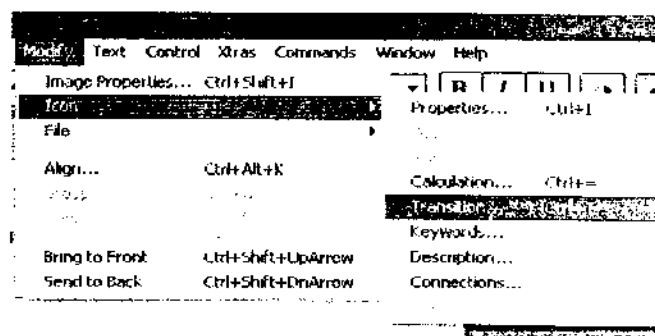 Modify Text Control Xtras Commands Window Help
Image Properties... Ctrl+Shift+I
Icon
File
Align... Ctrl+Alt+K
Bring to Front Ctrl+Shift+UpArrow
Send to Back Ctrl+Shift+DnArrow
B I U
Properties... Ctrl+I
Calculation... Ctrl+=
Transition...
Keywords...
Description...
Connections...